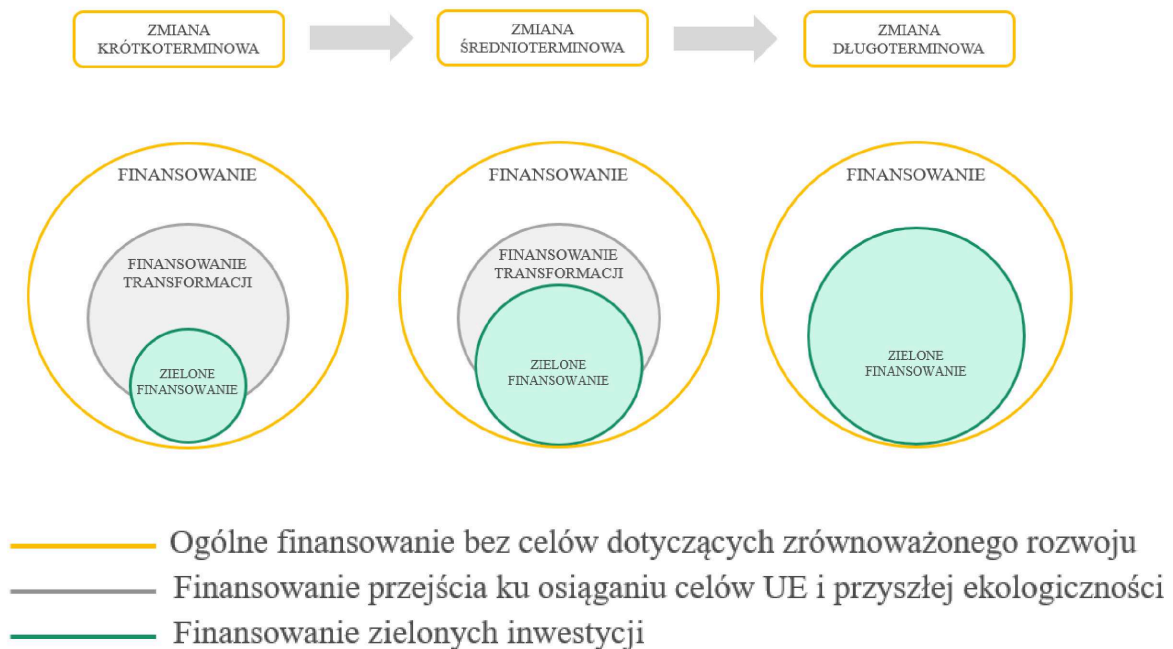 ZMIANA
KRÓTKOTERMINOWA
ZMIANA
ŚREDNIOTERMINOWA
ZMIANA
DŁUGOTERMINOWA
FINANSOWANIE
FINANSOWANIE
TRANSFORMACJI
ZIELONE
FINANSOWANIE
FINANSOWANIE
FINANSOWANIE
TRANSFORMACJI
ZIELONE
FINANSOWANIE
FINANSOWANIE
ZIELONE
FINANSOWANIE
Ogólne finansowanie bez celów dotyczących zrównoważonego rozwoju
Finansowanie przejścia ku osiąganiu celów UE i przyszłej ekologiczności
Finansowanie zielonych inwestycji